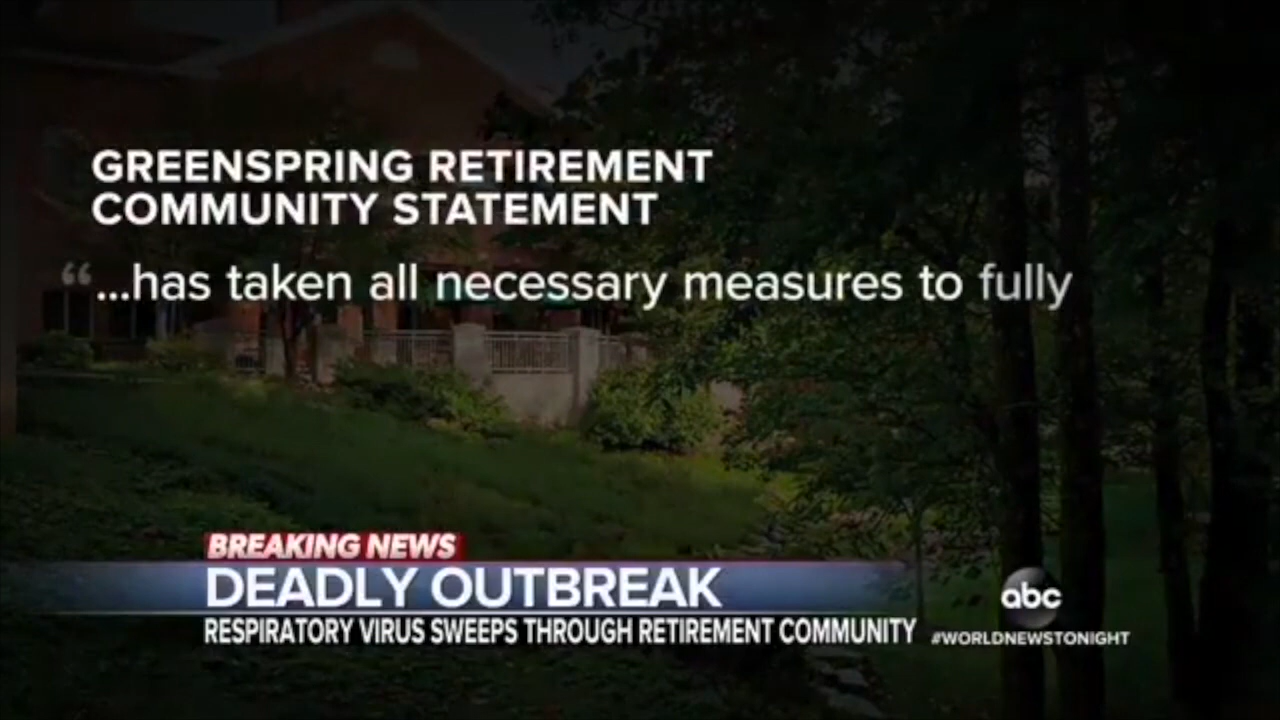 GREENSPRING RETIREMENT
COMMUNITY STATEMENT
“...has taken all necessary measures to fully
BREAKING NEWS
DEADLY OUTBREAK
RESPIRATORY VIRUS SWEEPS THROUGH RETIREMENT COMMUNITY
abc
#WORLDNEWSTONIGHT